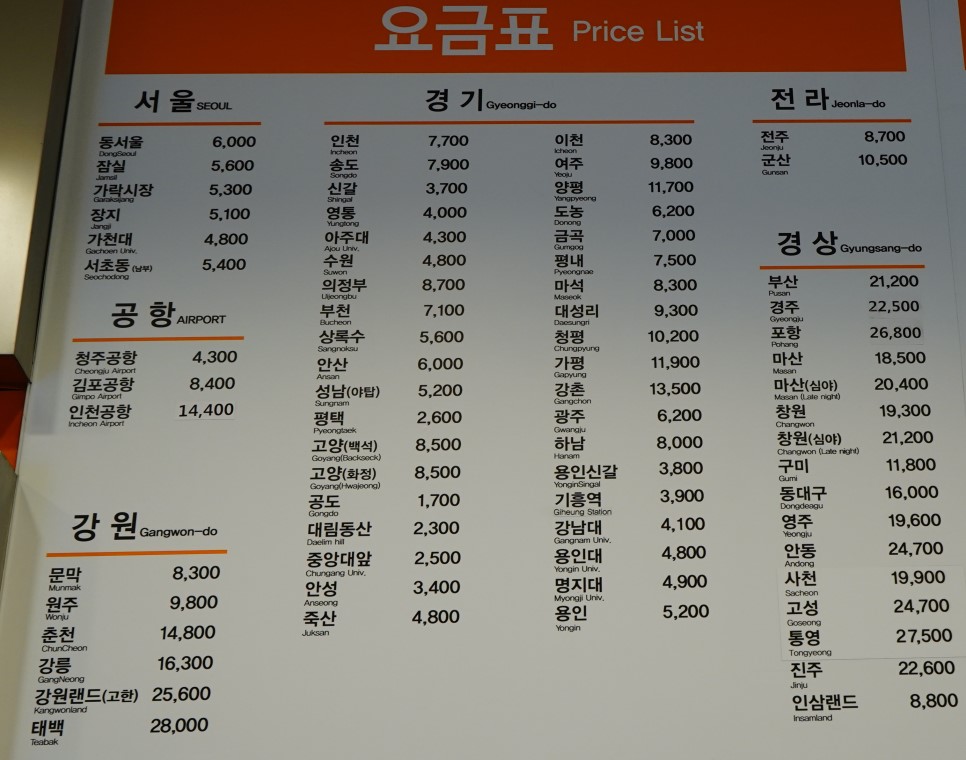 요금표 Price List
서울 SEOUL
동서울 6,000
DongSeoul
잠실 5,600
Jamsil
가락시장 5,300
Garaksijang
장지 5,100
Jangji
가천대 4,800
Gachoen Univ.
서초동(남부) 5,400
Seochodong
공항 AIRPORT
청주공항 4,300
Cheongju Airport
김포공항 8,400
Gimpo Airport
인천공항 14,400
Incheon Airport
강원 Gangwon-do
문막 8,300
Munmak
원주 9,800
Wonju
춘천 14,800
ChunCheon
강릉 16,300
GangNeong
강원랜드(고한) 25,600
Kangwonland
태백 28,000
Teabak
경기 Gyeonggi-do
인천 7,700
Incheon
송도 7,900
Songdo
신갈 3,700
Shingal
영통 4,000
Yungtong
아주대 4,300
Ajou Univ.
수원 4,800
Suwon
의정부 8,700
Uijeongbu
부천 7,100
Bucheon
상록수 5,600
Sangnoksu
안산 6,000
Ansan
성남(야탑) 5,200
Sungnam
평택 2,600
Pyeongtaek
고양(백석) 8,500
Goyang(Backseck)
고양(화정) 8,500
Goyang(Hwajeong)
공도 1,700
Gongdo
대림동산 2,300
Daelim hill
중앙대앞 2,500
Chungang Univ.
안성 3,400
Anseong
죽산 4,800
Juksan
이천 8,300
Icheon
여주 9,800
Yeoju
양평 11,700
Yangpyeong
도농 6,200
Donong
금곡 7,000
Gumgog
평내 7,500
Pyeongnae
마석 8,300
Maseok
대성리 9,300
Daesungri
청평 10,200
Chungpyung
가평 11,900
Gapyung
강촌 13,500
Gangchon
광주 6,200
Gwangju
하남 8,000
Hanam
용인신갈 3,800
YonginSingal
기흥역 3,900
Giheung Station
강남대 4,100
Gangnam Univ.
용인대 4,800
Yongin Univ.
명지대 4,900
Myongji Univ.
용인 5,200
Yongin
전라 Jeonla-do
전주 8,700
Jeonju
군산 10,500
Gunsan
경상 Gyungsang-do
부산 21,200
Pusan
경주 22,500
Gyeongju
포항 26,800
Pohang
마산 18,500
Masan
마산(심야) 20,400
Masan (Late night)
창원 19,300
Changwon
창원(심야) 21,200
Changwon (Late night)
구미 11,800
Gumi
동대구 16,000
Dongdeagu
영주 19,600
Yeongju
안동 24,700
Andong
사천 19,900
Sacheon
고성 24,700
Goseong
통영 27,500
Tongyeong
진주 22,600
Jinju
인삼랜드 8,800
Insamland